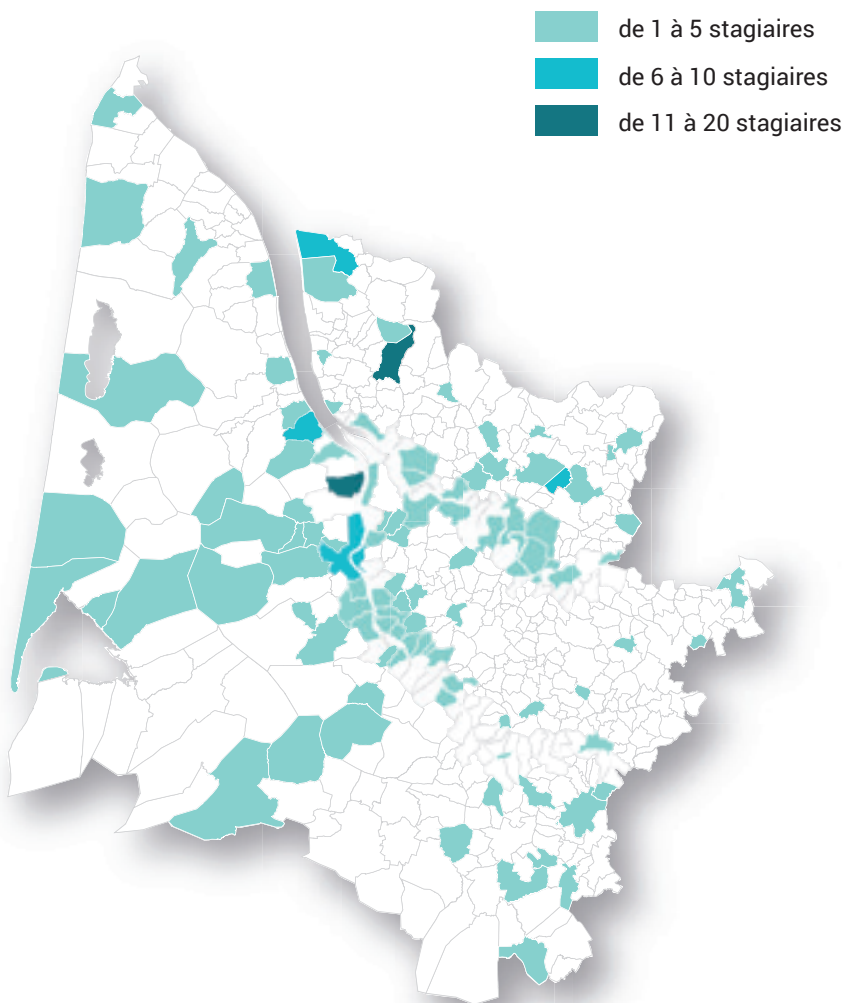 de 1 à 5 stagiaires
de 6 à 10 stagiaires
de 11 à 20 stagiaires